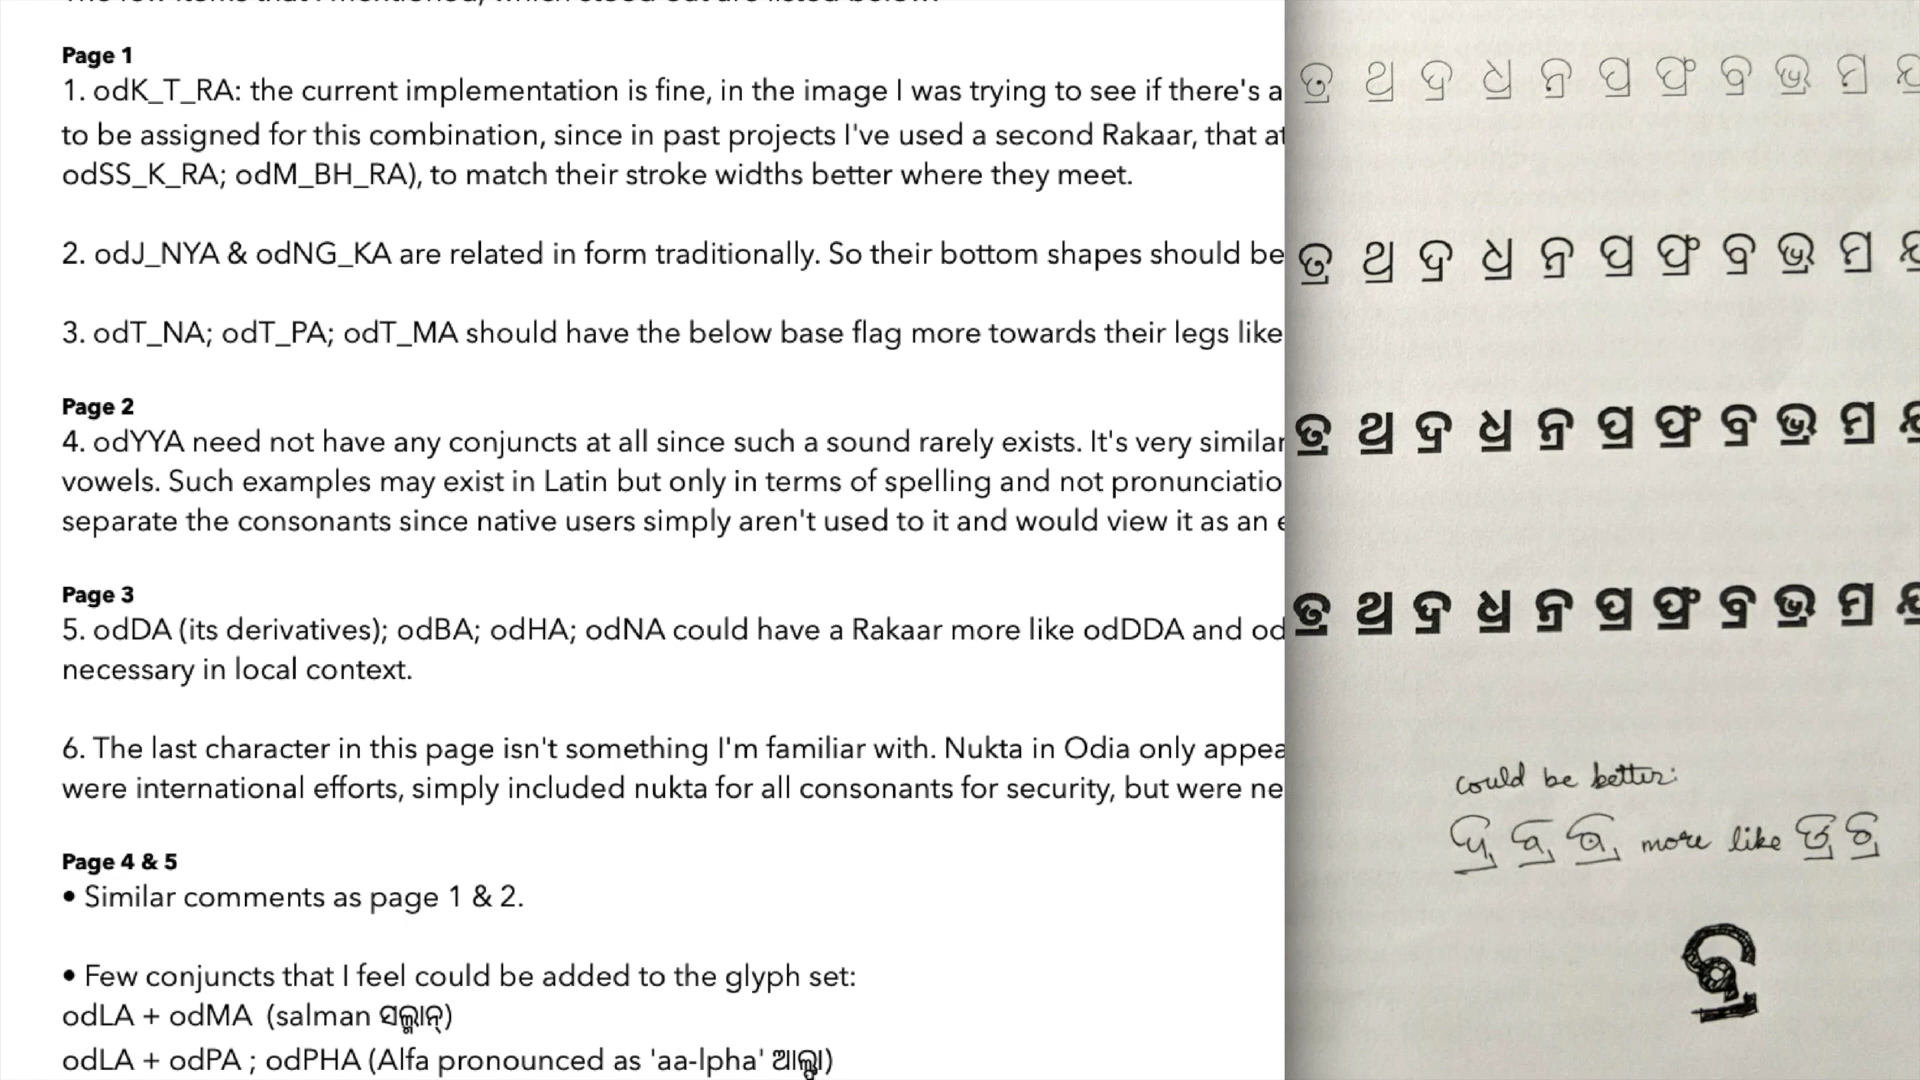 Page 1
1. odK_T_RA: the current implementation is fine, in the image I was trying to see if there's a
to be assigned for this combination, since in past projects I've used a second Rakaar, that at
odSS_K_RA; odM_BH_RA), to match their stroke widths better where they meet.
2. odJ_NYA & odNG_KA are related in form traditionally. So their bottom shapes should be
3. odT_NA; odT_PA; odT_MA should have the below base flag more towards their legs like
Page 2
4. odYYA need not have any conjuncts at all since such a sound rarely exists. It's very similar
vowels. Such examples may exist in Latin but only in terms of spelling and not pronunciatio
separate the consonants since native users simply aren't used to it and would view it as an e
Page 3
5. odDA (its derivatives); odBA; odHA; odNA could have a Rakaar more like odDDA and od
necessary in local context.
6. The last character in this page isn't something I'm familiar with. Nukta in Odia only appea
were international efforts, simply included nukta for all consonants for security, but were ne
Page 4 & 5
• Similar comments as page 1 & 2.
• Few conjuncts that I feel could be added to the glyph set:
odLA + odMA (salman ସଲ୍ମାନ୍)
odLA + odPA ; odPHA (Alfa pronounced as 'aa-lpha' ଆଲ୍ଫା)
ତ୍ର ଥ୍ର ଦ୍ର ଧ୍ର ନ୍ର ପ୍ର ଫ୍ର ବ୍ର ଭ୍ର ମ୍ର
ତ୍ର ଥ୍ର ଦ୍ର ଧ୍ର ନ୍ର ପ୍ର ଫ୍ର ବ୍ର ଭ୍ର ମ୍ର
ତ୍ର ଥ୍ର ଦ୍ର ଧ୍ର ନ୍ର ପ୍ର ଫ୍ର ବ୍ର ଭ୍ର ମ୍ର
ତ୍ର ଥ୍ର ଦ୍ର ଧ୍ର ନ୍ର ପ୍ର ଫ୍ର ବ୍ର ଭ୍ର ମ୍ର
could be better:
more like ଡ୍ର ଚ୍ର